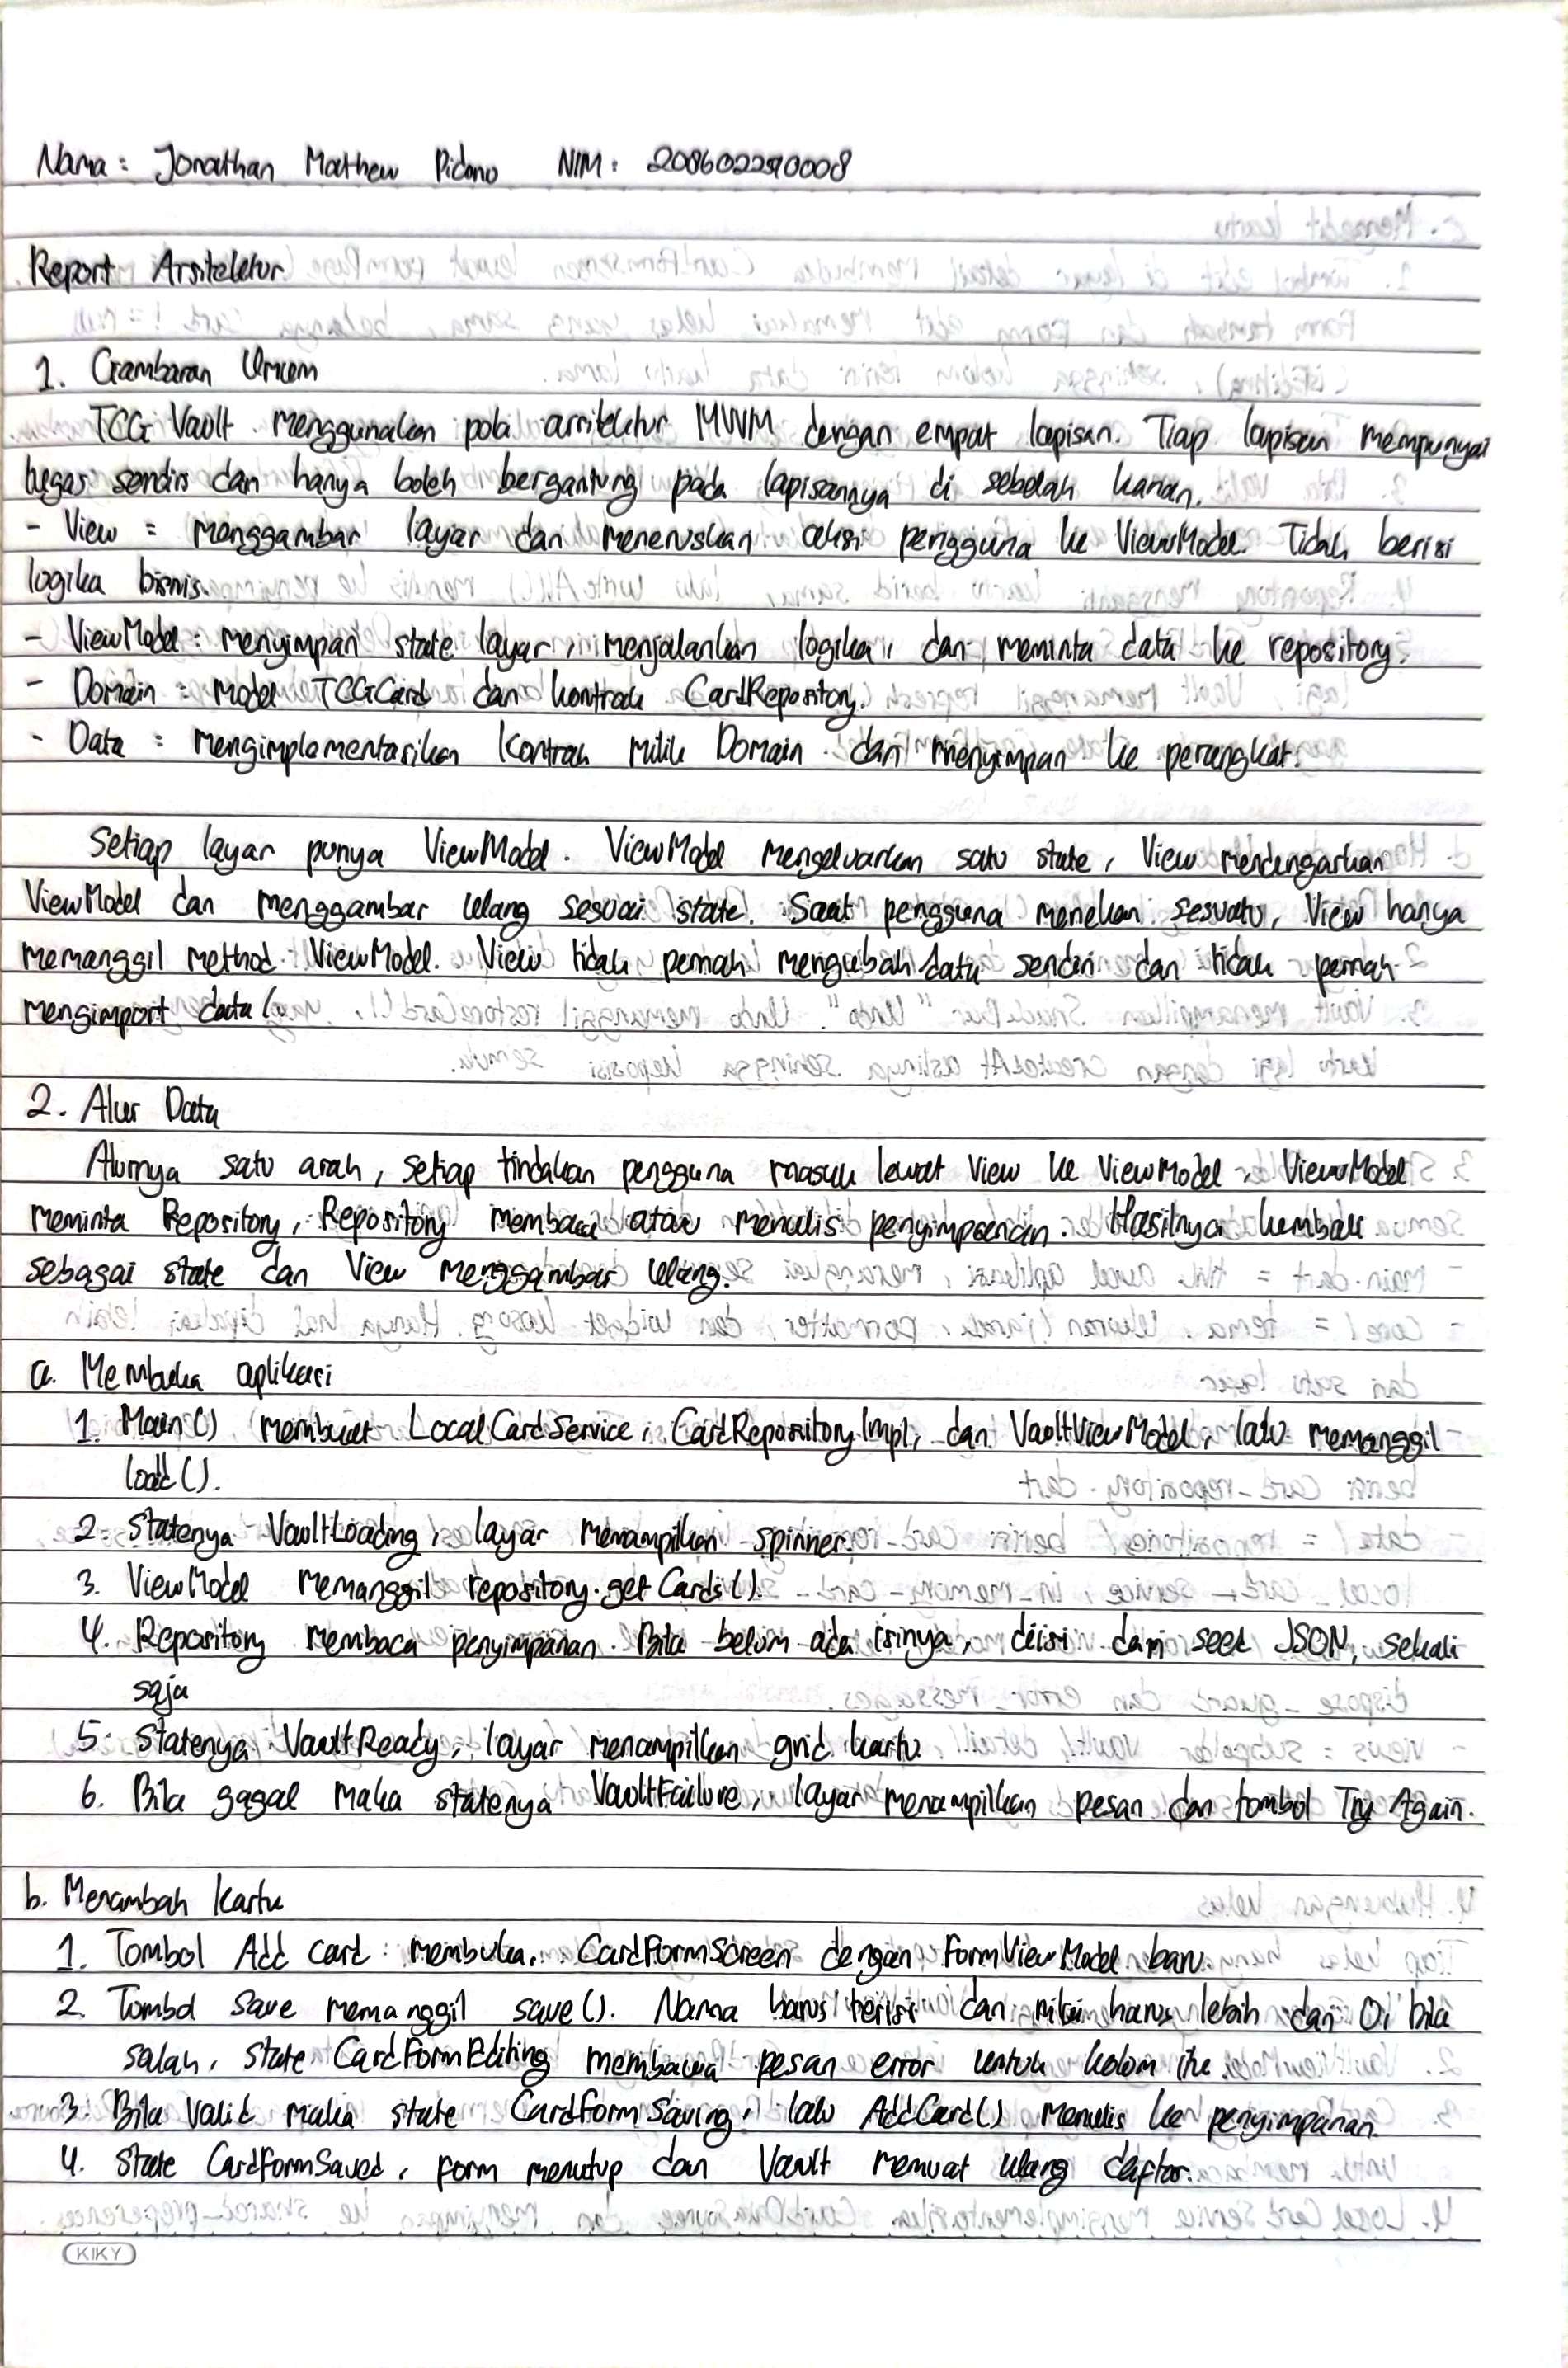 Nama : Jonathan Matthew Pidono NIM : 2086022590008
Report Arsitektur
1. Gambaran Umum
TCG Vault menggunakan pola arsitektur MVVM dengan empat lapisan. Tiap lapisan mempunyai
tugas sendiri dan hanya boleh bergantung pada lapisannya di sebelah kanan.
- View = menggambar layar dan meneruskan aksi pengguna ke ViewModel. Tidak berisi
logika bisnis.
- ViewModel = menyimpan state layar, menjalankan logika, dan meminta data ke repository.
- Domain = model TCGCard dan kontrak CardRepository.
- Data = mengimplementasikan kontrak milik Domain dan menyimpan ke perangkat.
Setiap layar punya ViewModel. ViewModel mengeluarkan satu state, View mendengarkan
ViewModel dan menggambar ulang sesuai state. Saat pengguna menekan sesuatu, View hanya
memanggil method ViewModel. View tidak pernah mengubah data sendiri dan tidak pernah
mengimport data/
2. Alur Data
Alurnya satu arah, setiap tindakan pengguna masuk lewat View ke ViewModel. ViewModel
meminta Repository, Repository membaca atau menulis penyimpanan. Hasilnya kembali
sebagai state dan View menggambar ulang.
a. Membuka aplikasi
1. Main() membuat LocalCardService, CardRepositoryImpl, dan VaultViewModel, lalu memanggil
load().
2. Statenya VaultLoading, layar menampilkan spinner.
3. ViewModel memanggil repository.getCards().
4. Repository membaca penyimpanan. Bila belum ada isinya, diisi dari seed JSON, sekali
saja
5. Statenya VaultReady, layar menampilkan grid kartu.
6. Bila gagal maka statenya VaultFailure, layar menampilkan pesan dan tombol Try Again.
b. Menambah Kartu
1. Tombol Add card membuka CardFormScreen dengan FormViewModel baru.
2. Tombol save memanggil save(). Nama harus berisi dan nilai harus lebih dari 0, bila
salah, state CardFormEditing membawa pesan error untuk kolom itu.
3. Bila valid maka state CardFormSaving, lalu AddCard() menulis ke penyimpanan.
4. State CardFormSaved, form menutup dan Vault memuat ulang daftar.
KIKY